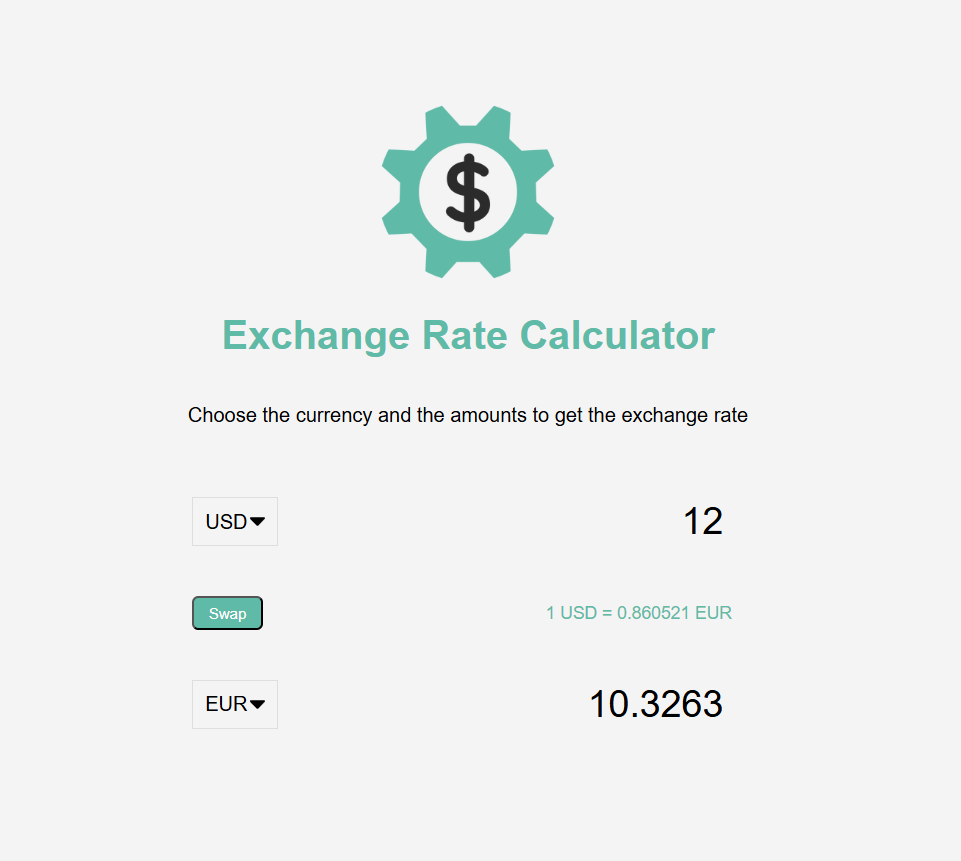 $
Exchange Rate Calculator
Choose the currency and the amounts to get the exchange rate
USD 12
Swap 1 USD = 0.860521 EUR
EUR 10.3263